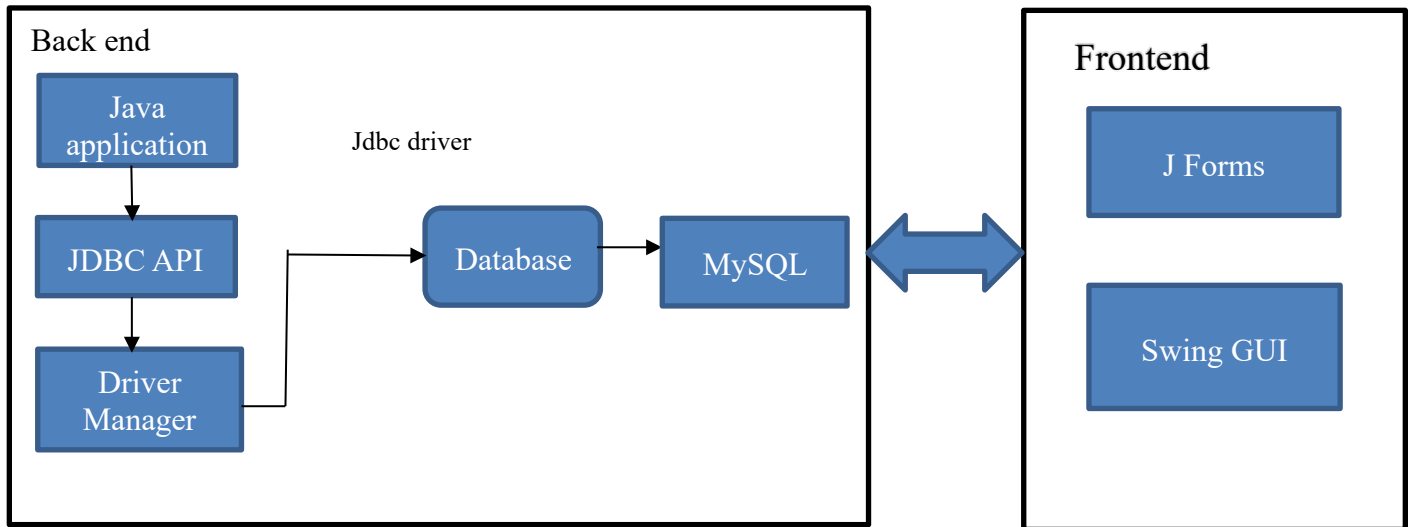 Back end
Java
application
Jdbc driver
JDBC API
Database
MySQL
Driver
Manager
Frontend
J Forms
Swing GUI